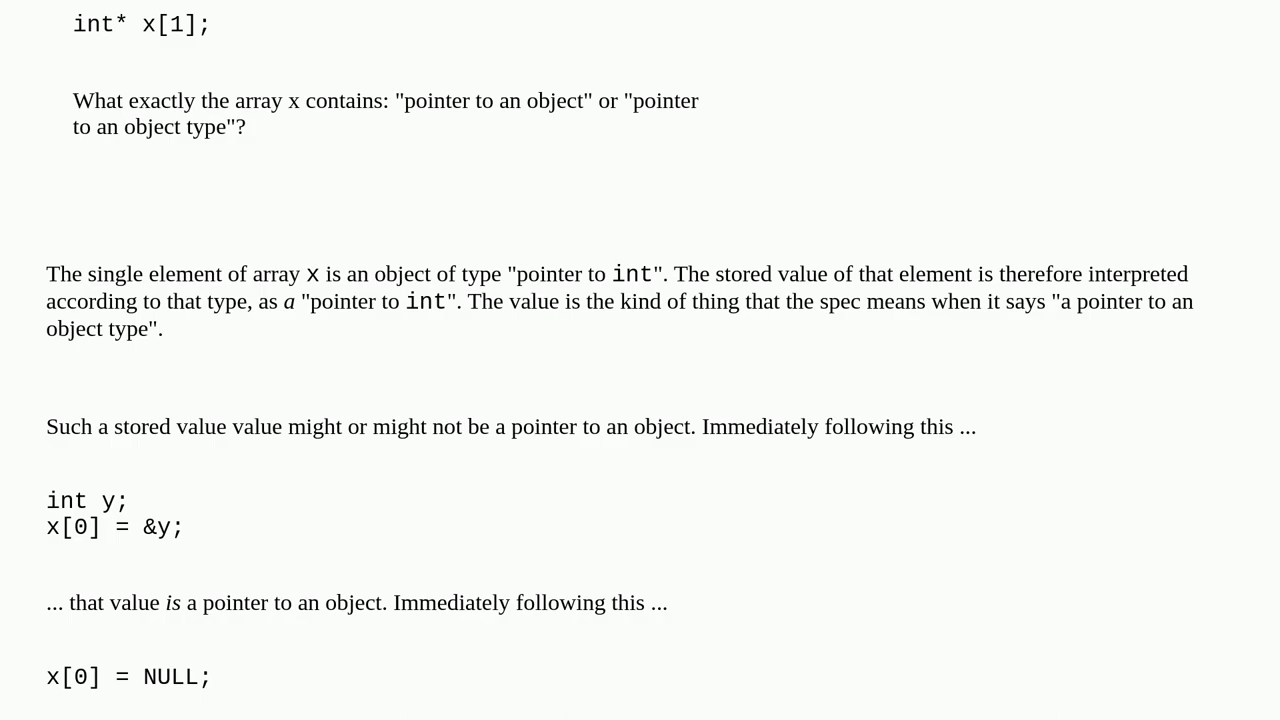 int* x[1];
What exactly the array x contains: "pointer to an object" or "pointer
to an object type"?
The single element of array x is an object of type "pointer to int". The stored value of that element is therefore interpreted
according to that type, as a "pointer to int". The value is the kind of thing that the spec means when it says "a pointer to an
object type".
Such a stored value value might or might not be a pointer to an object. Immediately following this ...
int y;
x[0] = &y;
... that value is a pointer to an object. Immediately following this ...
x[0] = NULL;